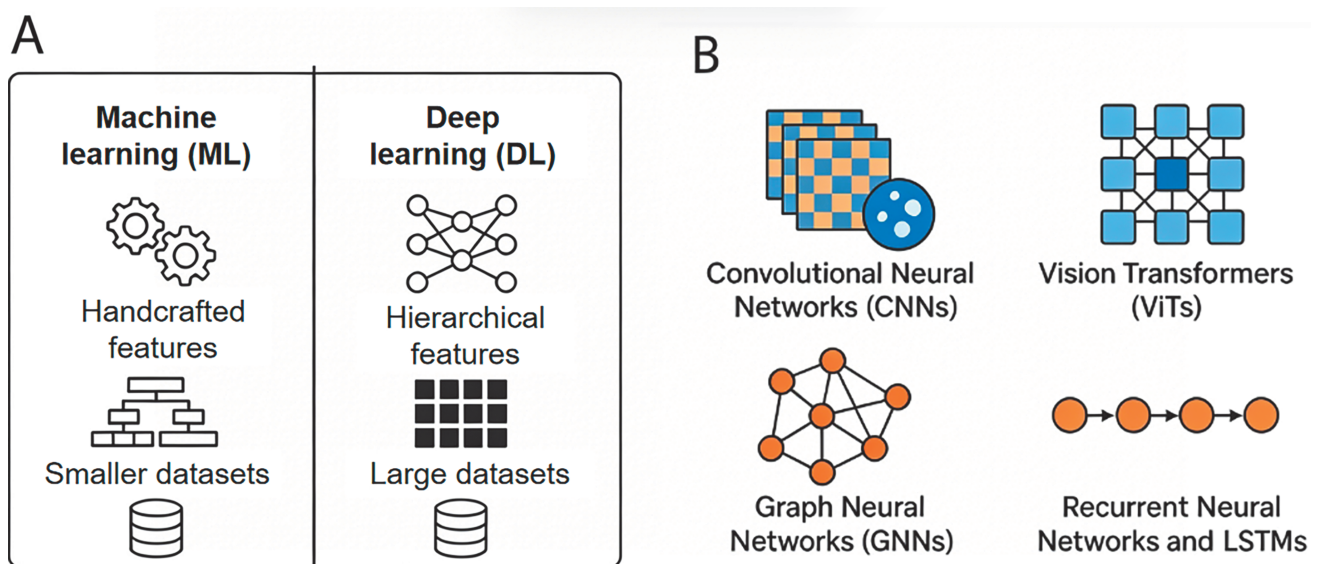 A
Machine
learning (ML)
Handcrafted
features
Smaller datasets
Deep
learning (DL)
Hierarchical
features
Large datasets
B
Convolutional Neural
Networks (CNNs)
Vision Transformers
(ViTs)
Graph Neural
Networks (GNNs)
Recurrent Neural
Networks and LSTMs